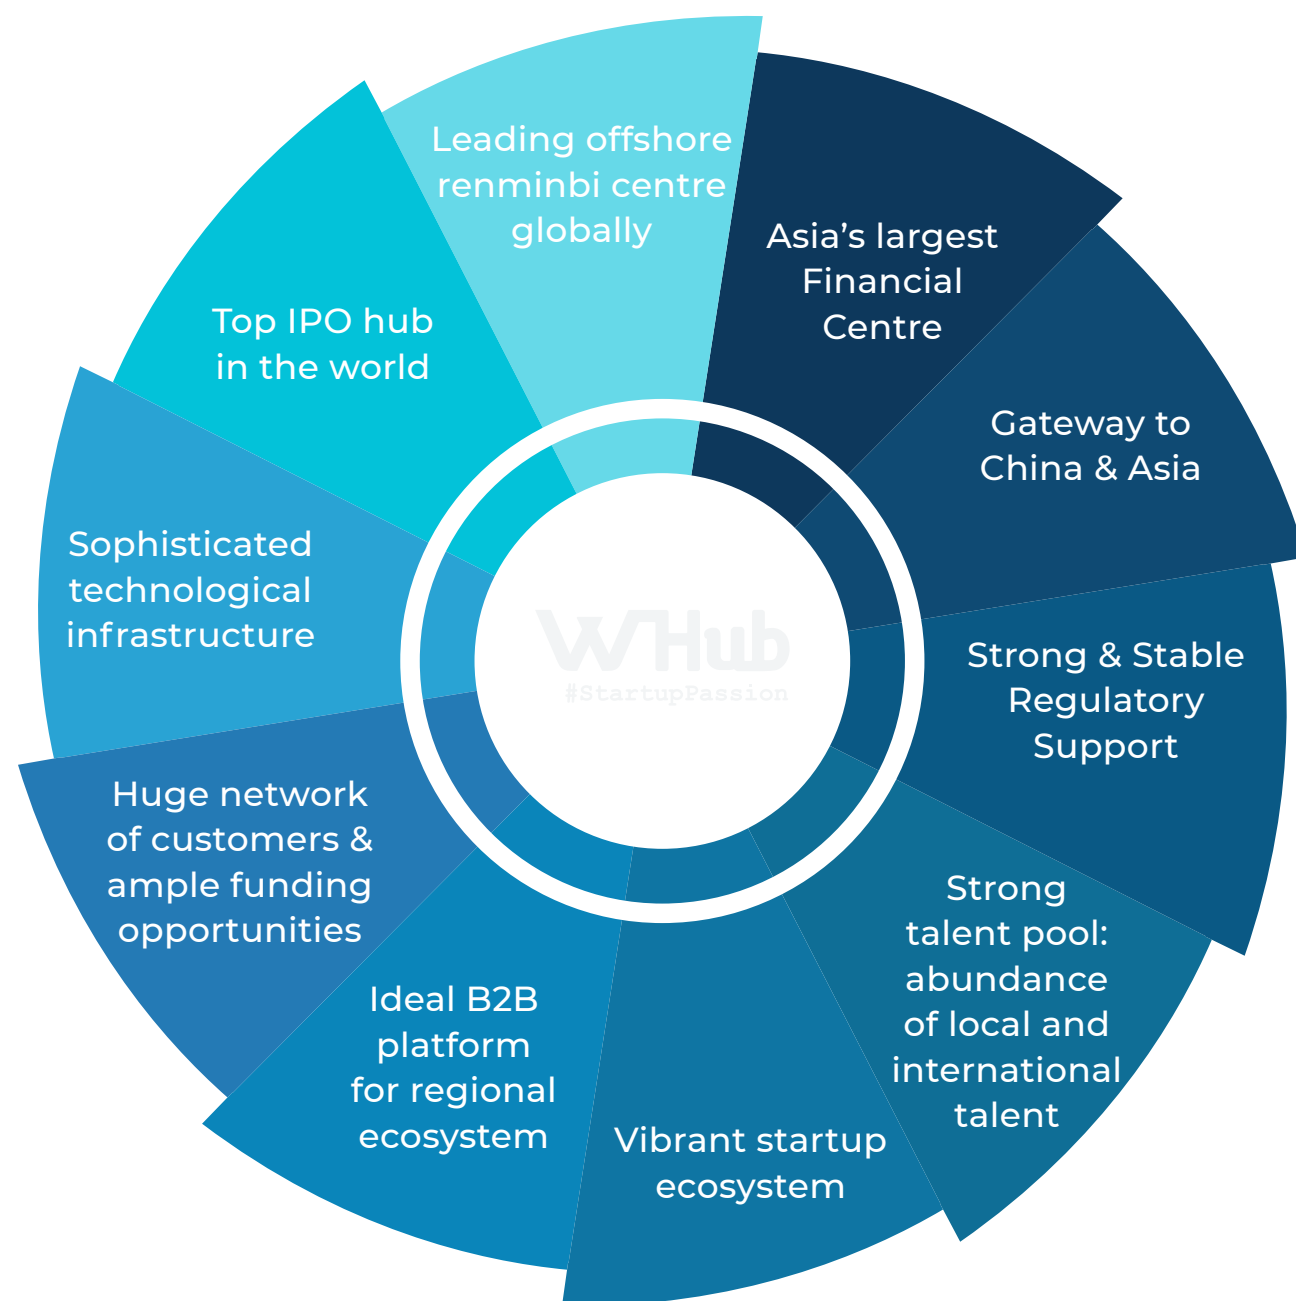 Leading offshore
renminbi centre
globally
Asia’s largest
Financial
Centre
Gateway to
China & Asia
Strong & Stable
Regulatory
Support
Strong
talent pool:
abundance
of local and
international
talent
Vibrant startup
ecosystem
Ideal B2B
platform
for regional
ecosystem
Huge network
of customers &
ample funding
opportunities
Sophisticated
technological
infrastructure
Top IPO hub
in the world
WHub
#StartupPassion